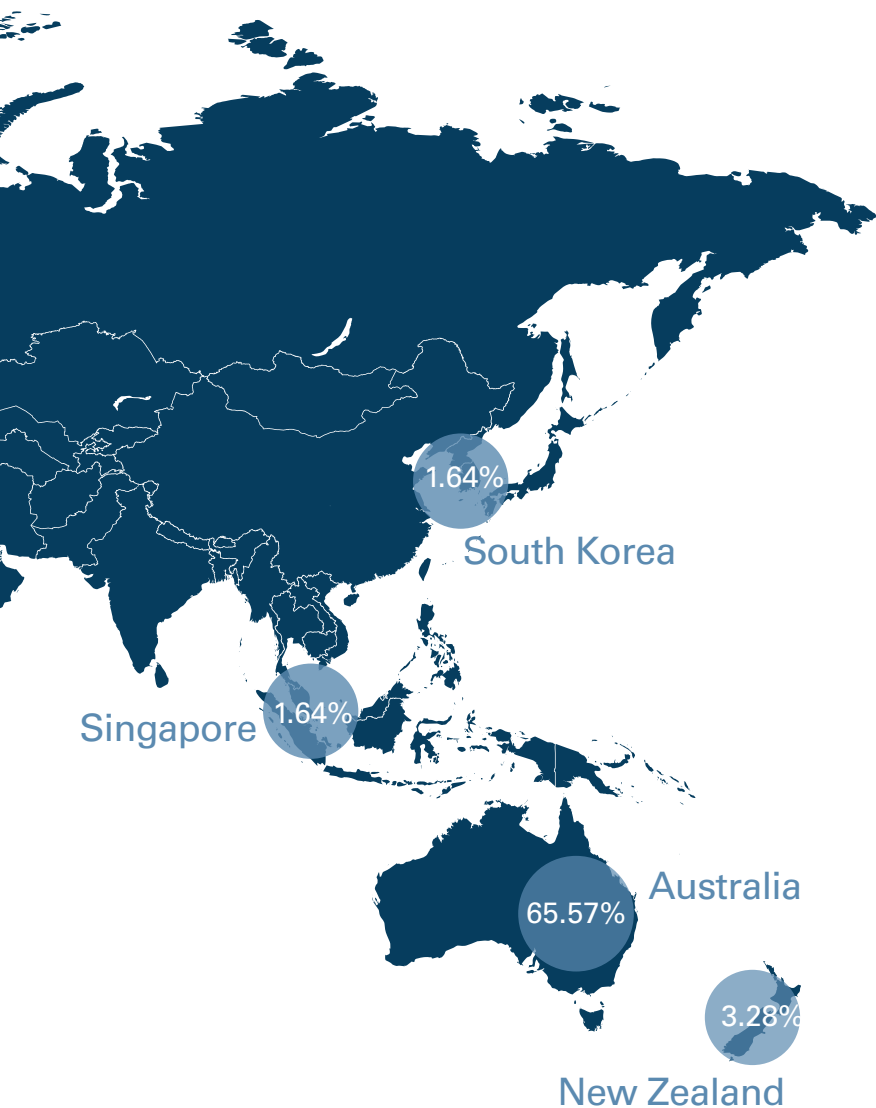 1.64%
South Korea
1.64%
Singapore
Australia
65.57%
3.28%
New Zealand